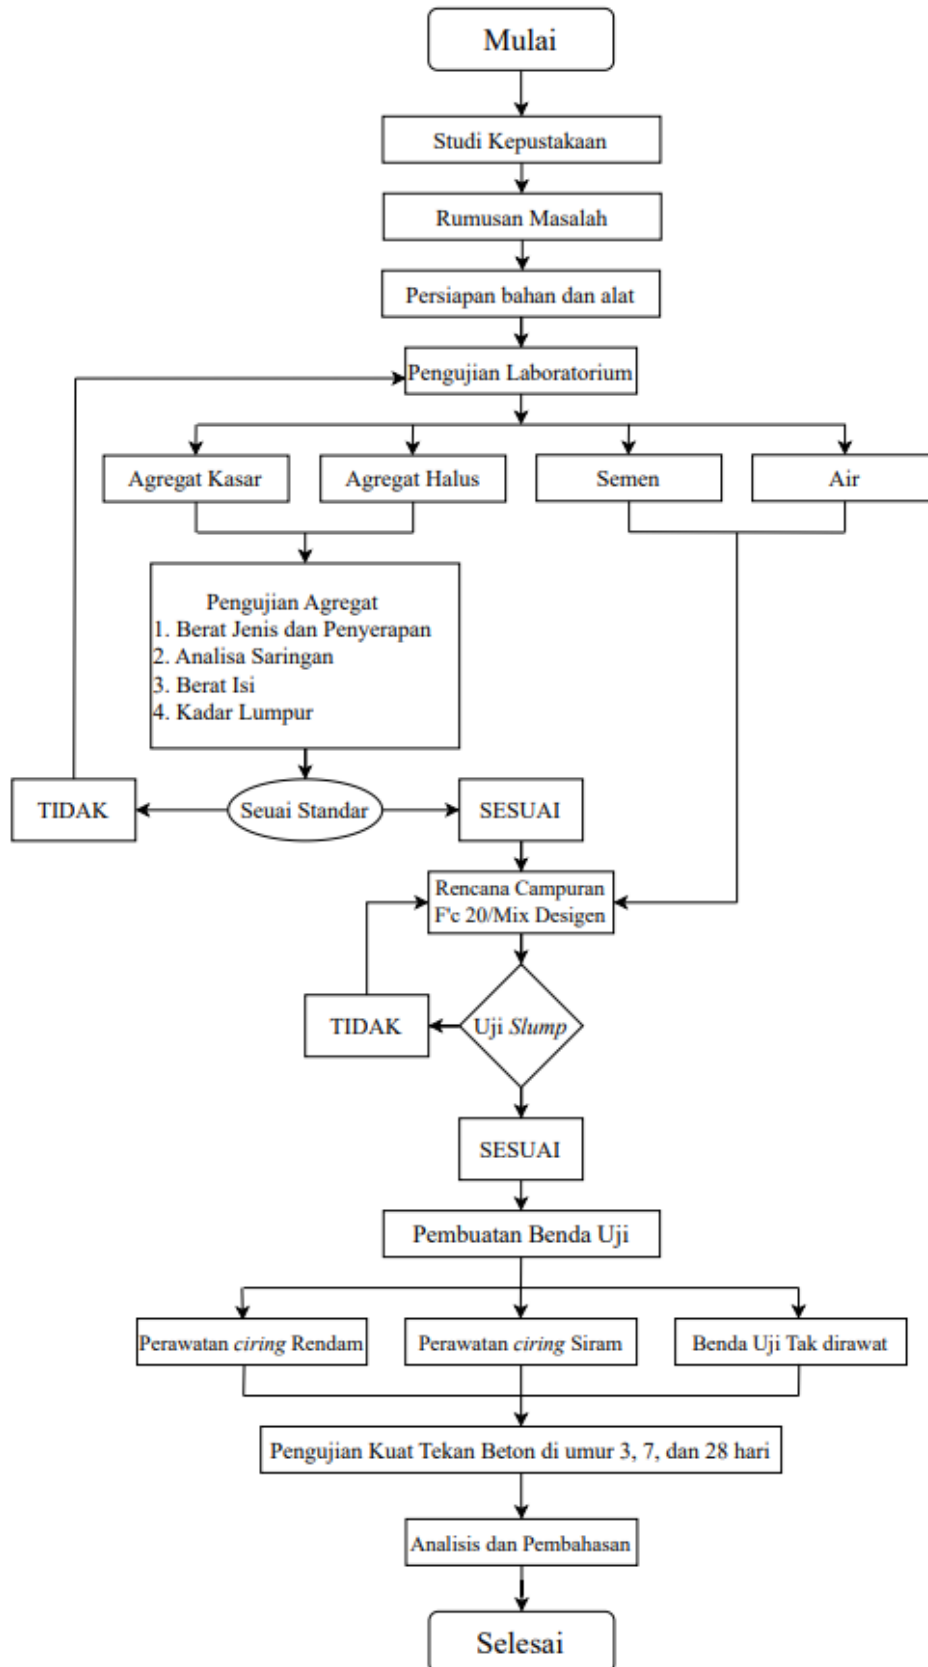 Mulai
Studi Kepustakaan
Rumusan Masalah
Persiapan bahan dan alat
Pengujian Laboratorium
Agregat Kasar
Agregat Halus
Semen
Air
Pengujian Agregat
1. Berat Jenis dan Penyerapan
2. Analisa Saringan
3. Berat Isi
4. Kadar Lumpur
TIDAK
Seuai Standar
SESUAI
Rencana Campuran
F'c 20/Mix Desigen
TIDAK
Uji Slump
SESUAI
Pembuatan Benda Uji
Perawatan ciring Rendam
Perawatan ciring Siram
Benda Uji Tak dirawat
Pengujian Kuat Tekan Beton di umur 3, 7, dan 28 hari
Analisis dan Pembahasan
Selesai